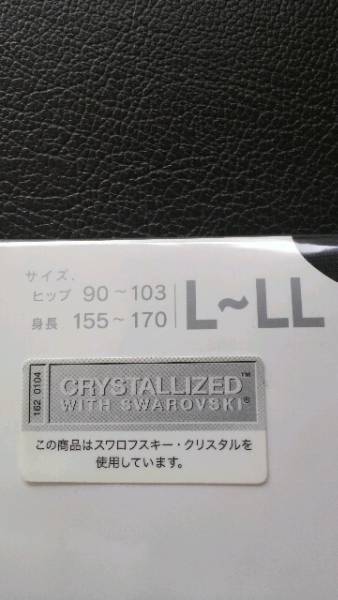 サイズ.
ヒップ 90~103
身長 155~170
L~LL
162 0104
CRYSTALLIZED™
WITH SWAROVSKI®
この商品はスワロフスキー・クリスタルを
使用しています。